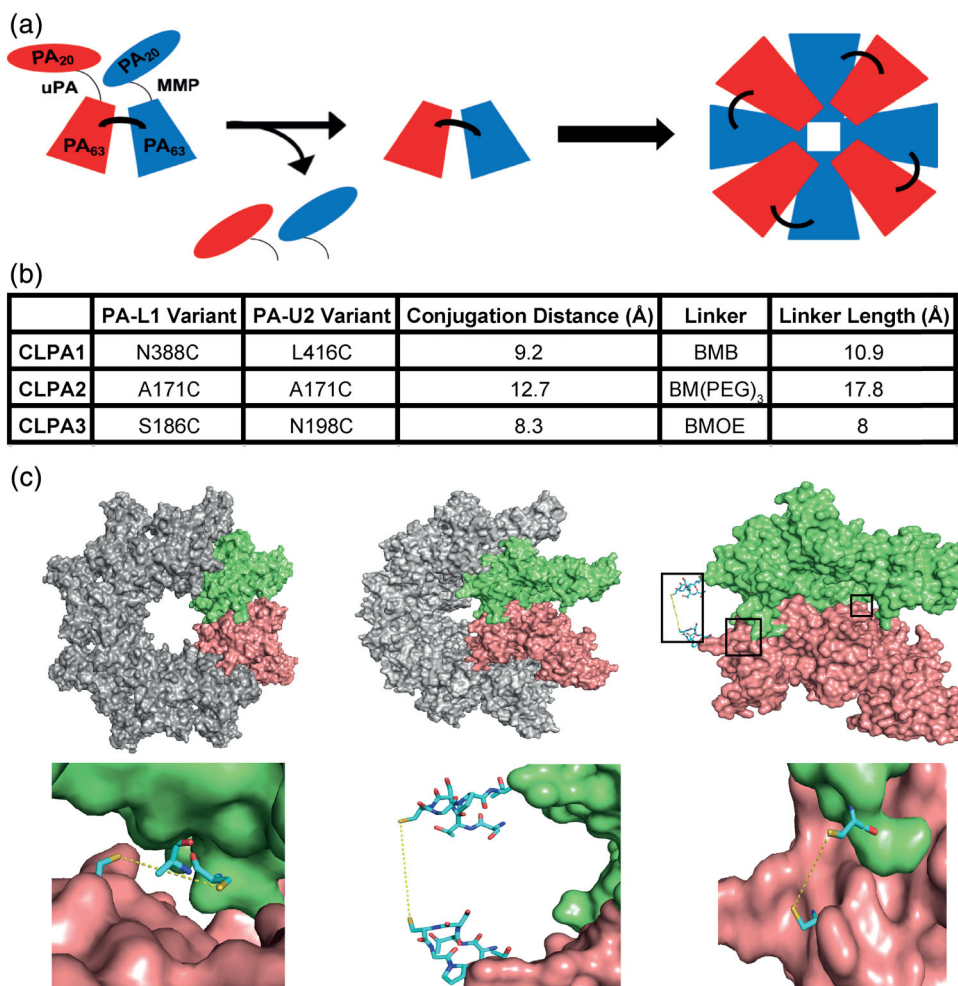 (a)
PA20
PA20
uPA
MMP
PA63
PA63
(b)
PA-L1 Variant PA-U2 Variant Conjugation Distance (Å) Linker Linker Length (Å)
CLPA1 N388C L416C 9.2 BMB 10.9
CLPA2 A171C A171C 12.7 BM(PEG)3 17.8
CLPA3 S186C N198C 8.3 BMOE 8
(c)